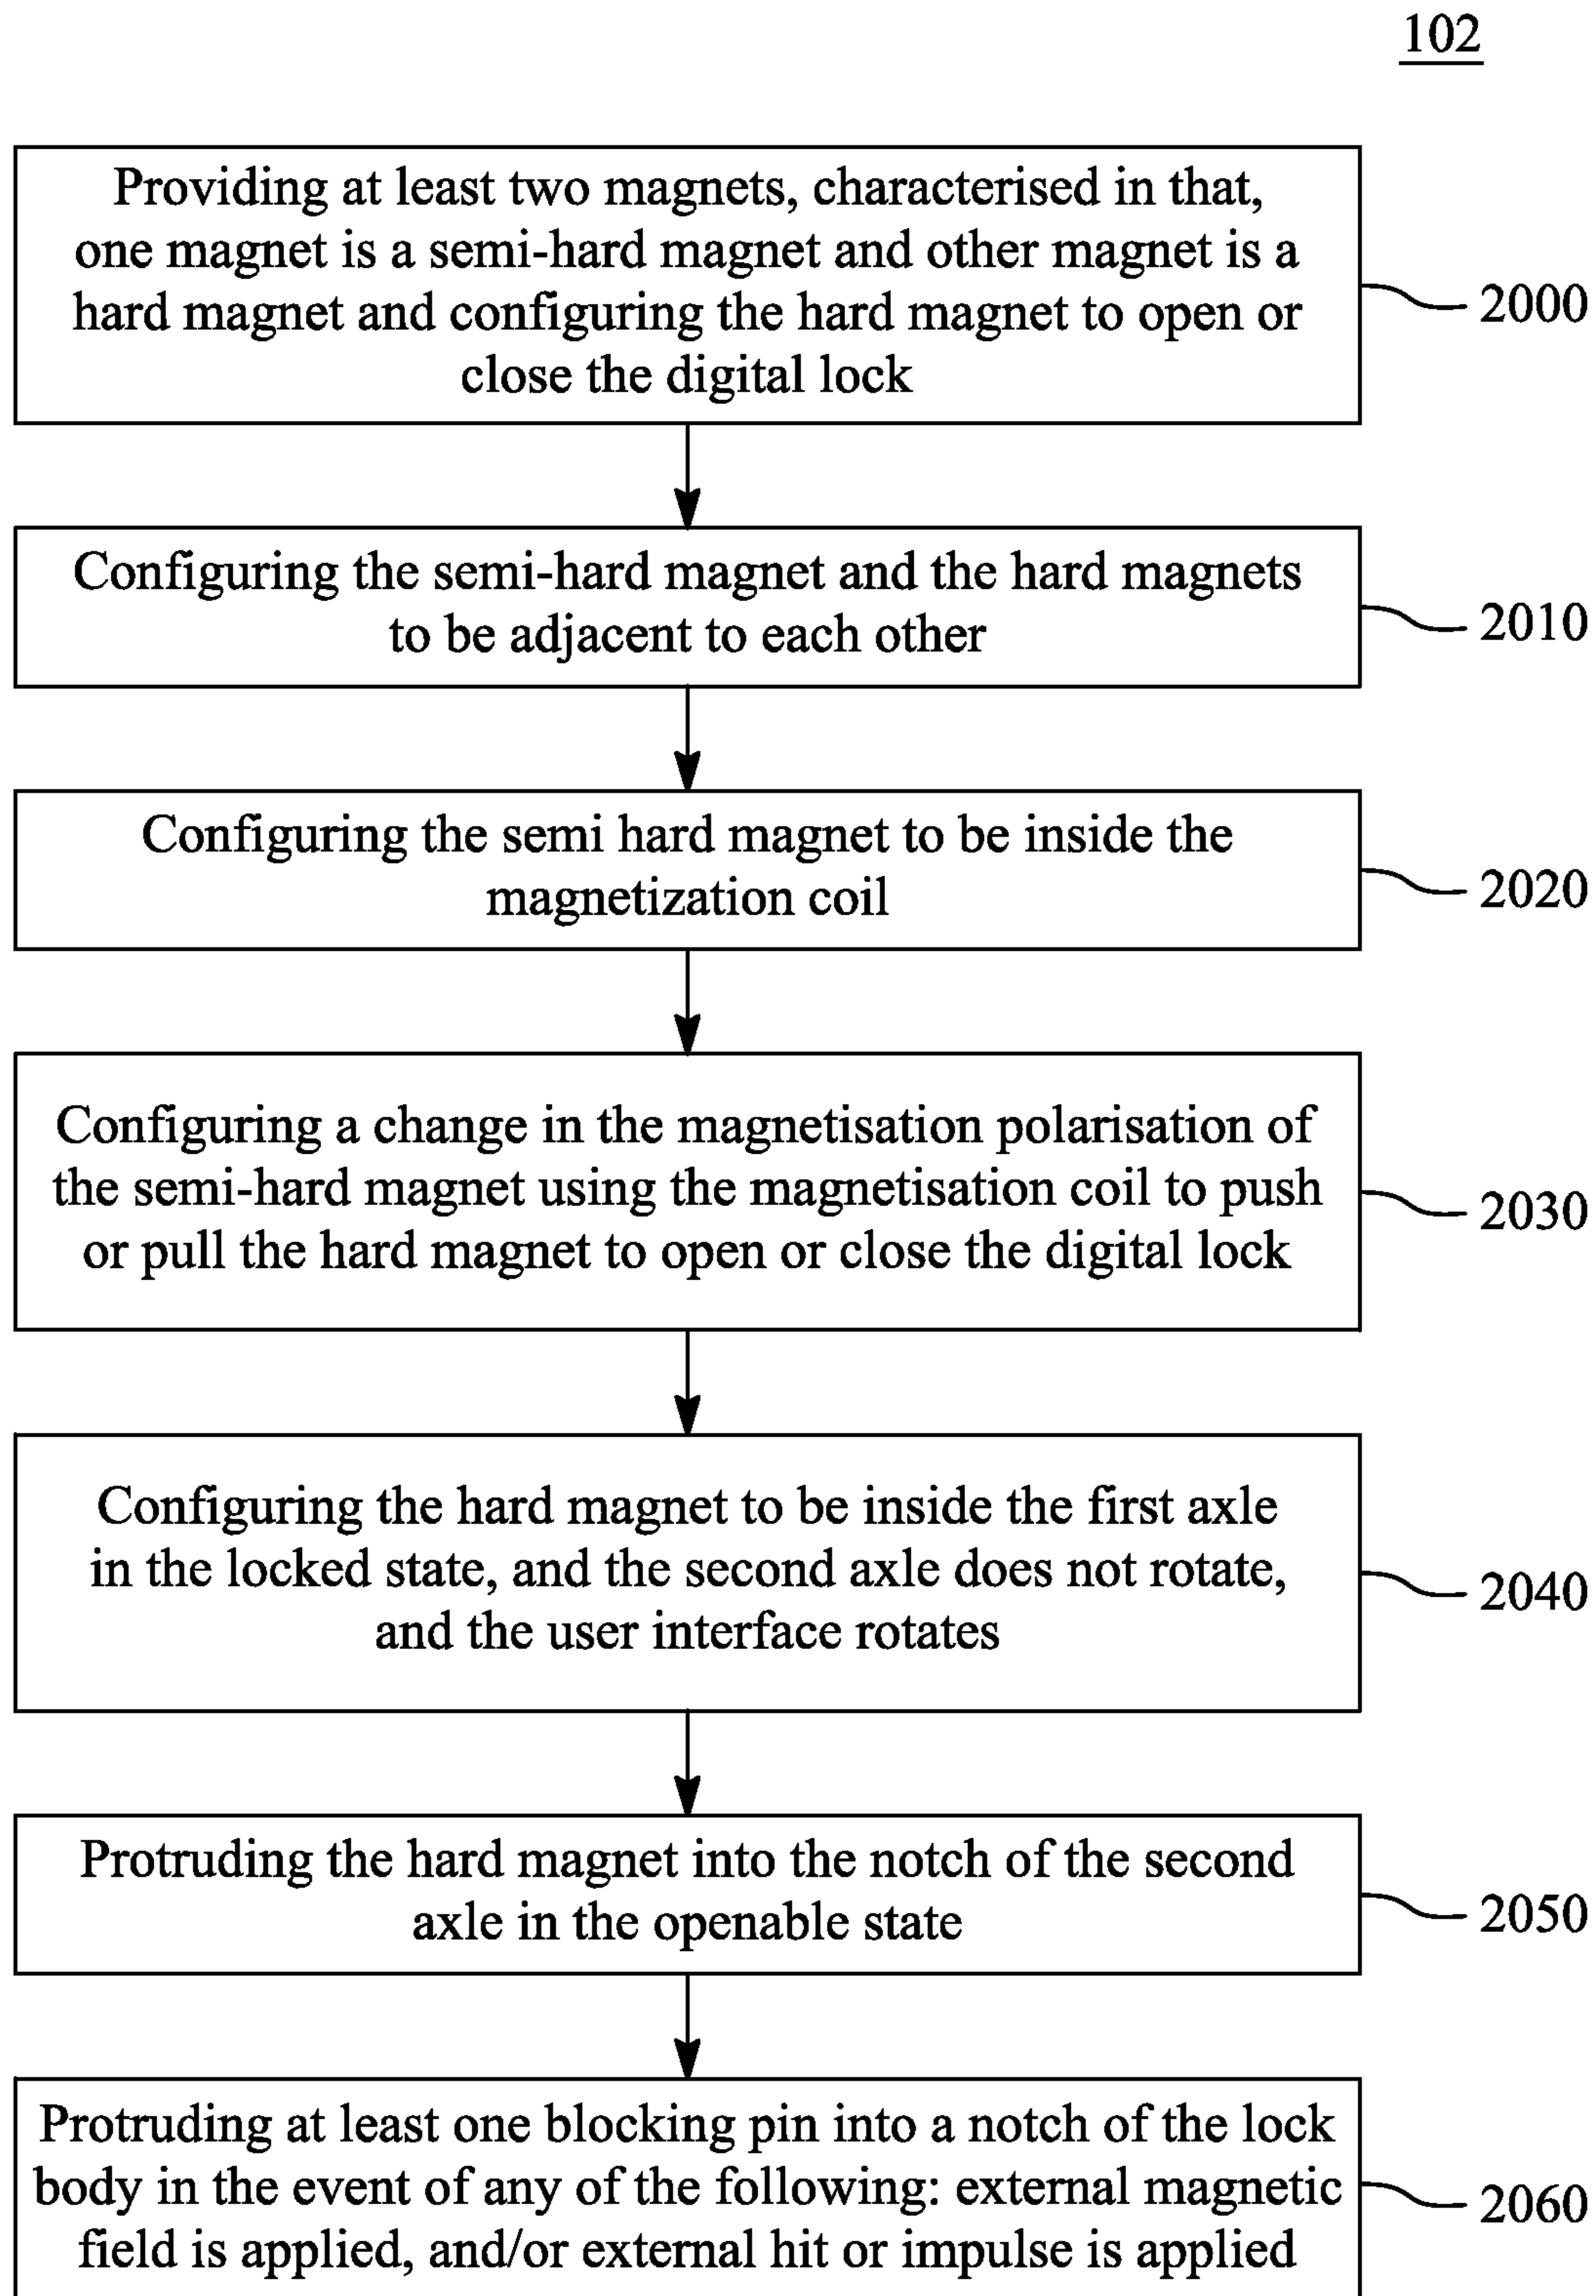 102
Providing at least two magnets, characterised in that,
one magnet is a semi-hard magnet and other magnet is a
hard magnet and configuring the hard magnet to open or
close the digital lock
2000
Configuring the semi-hard magnet and the hard magnets
to be adjacent to each other
2010
Configuring the semi hard magnet to be inside the
magnetization coil
2020
Configuring a change in the magnetisation polarisation of
the semi-hard magnet using the magnetisation coil to push
or pull the hard magnet to open or close the digital lock
2030
Configuring the hard magnet to be inside the first axle
in the locked state, and the second axle does not rotate,
and the user interface rotates
2040
Protruding the hard magnet into the notch of the second
axle in the openable state
2050
Protruding at least one blocking pin into a notch of the lock
body in the event of any of the following: external magnetic
field is applied, and/or external hit or impulse is applied
2060